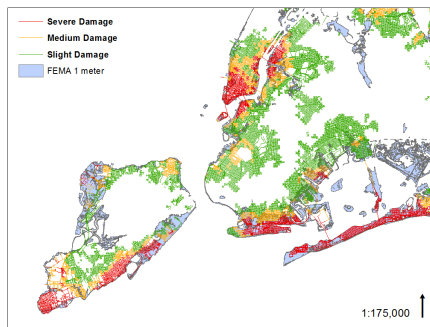 Severe Damage
Medium Damage
Slight Damage
FEMA 1 meter
1:175,000